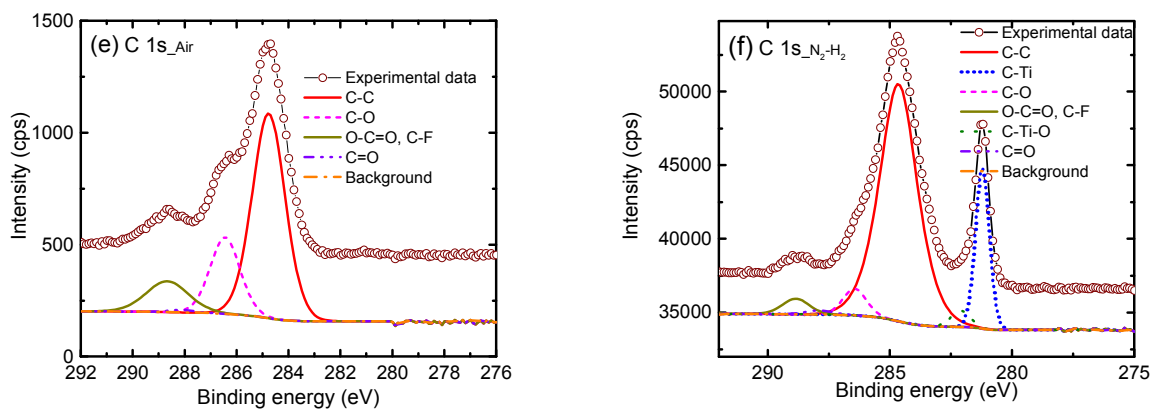 (e) C 1s_Air
Experimental data
C-C
C-O
O-C=O, C-F
C=O
Background
1500
1000
500
0
Intensity (cps)
292 290 288 286 284 282 280 278 276
Binding energy (eV)
(f) C 1s_N₂-H₂
Experimental data
C-C
C-Ti
C-O
O-C=O, C-F
C-Ti-O
C=O
Background
50000
45000
40000
35000
Intensity (cps)
290 285 280 275
Binding energy (eV)